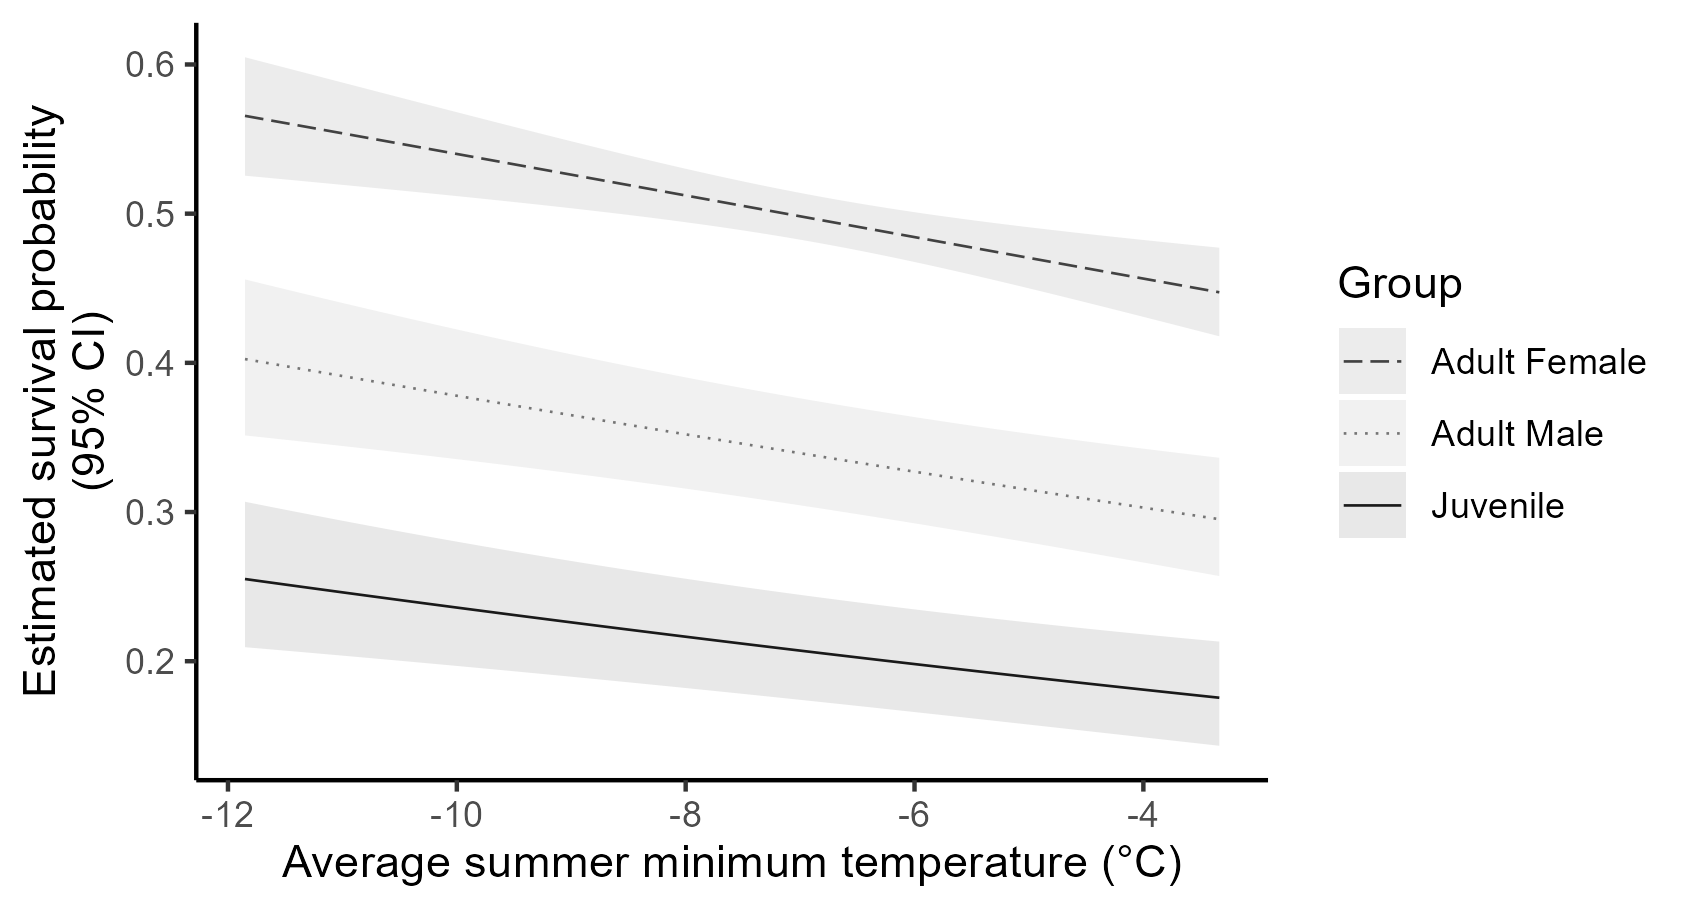 Estimated survival probability
(95% CI)
0.6
0.5
0.4
0.3
0.2
-12 -10 -8 -6 -4
Average summer minimum temperature (°C)
Group
Adult Female
Adult Male
Juvenile